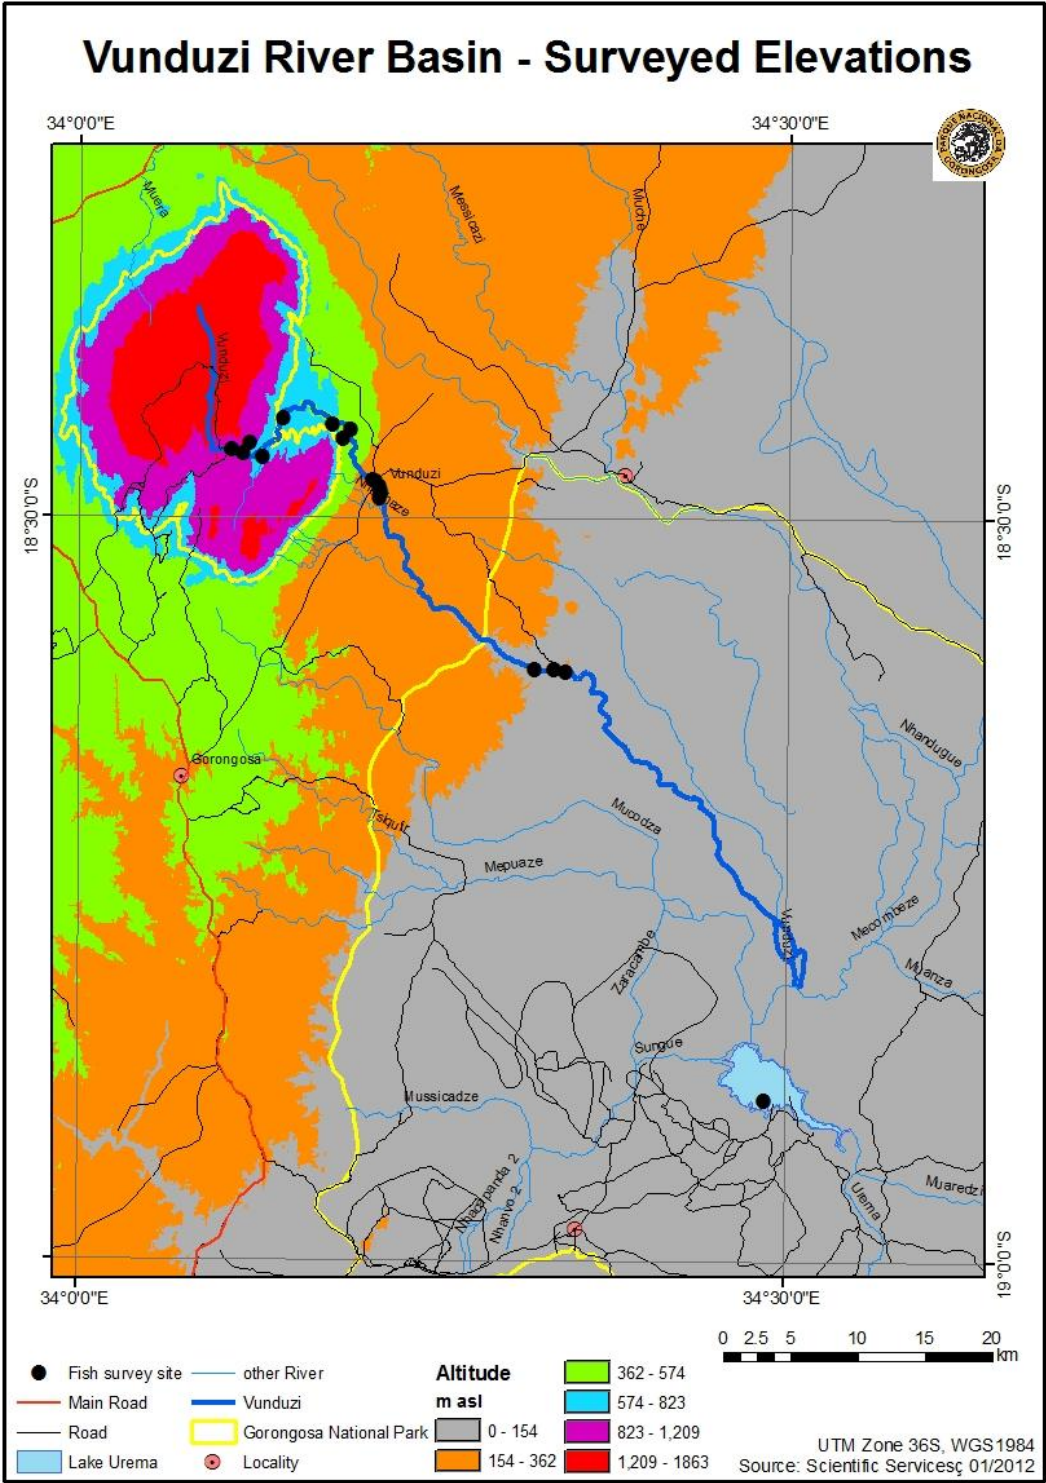 Vunduzi River Basin - Surveyed Elevations
34°0'0"E
34°30'0"E
PARQUE NACIONAL DA
GORONGOSA
Muera
Messicazi
Muche
Vunduzi
Vunduzi
18°30'0"S
18°30'0"S
Nhandugue
Gorongosa
Mucodza
Mepuaze
Vunduzi
Mecombeze
Zaracambe
Muanza
Sungue
Mussicadze
Nhanvo 2
Muaredzi
Urema
19°0'0"S
34°0'0"E
34°30'0"E
0 2.5 5 10 15 20
km
Fish survey site
Main Road
Road
Lake Urema
other River
Vunduzi
Gorongosa National Park
Locality
Altitude
m asl
0 - 154
154 - 362
362 - 574
574 - 823
823 - 1,209
1,209 - 1863
UTM Zone 36S, WGS1984
Source: Scientific Servicesç 01/2012